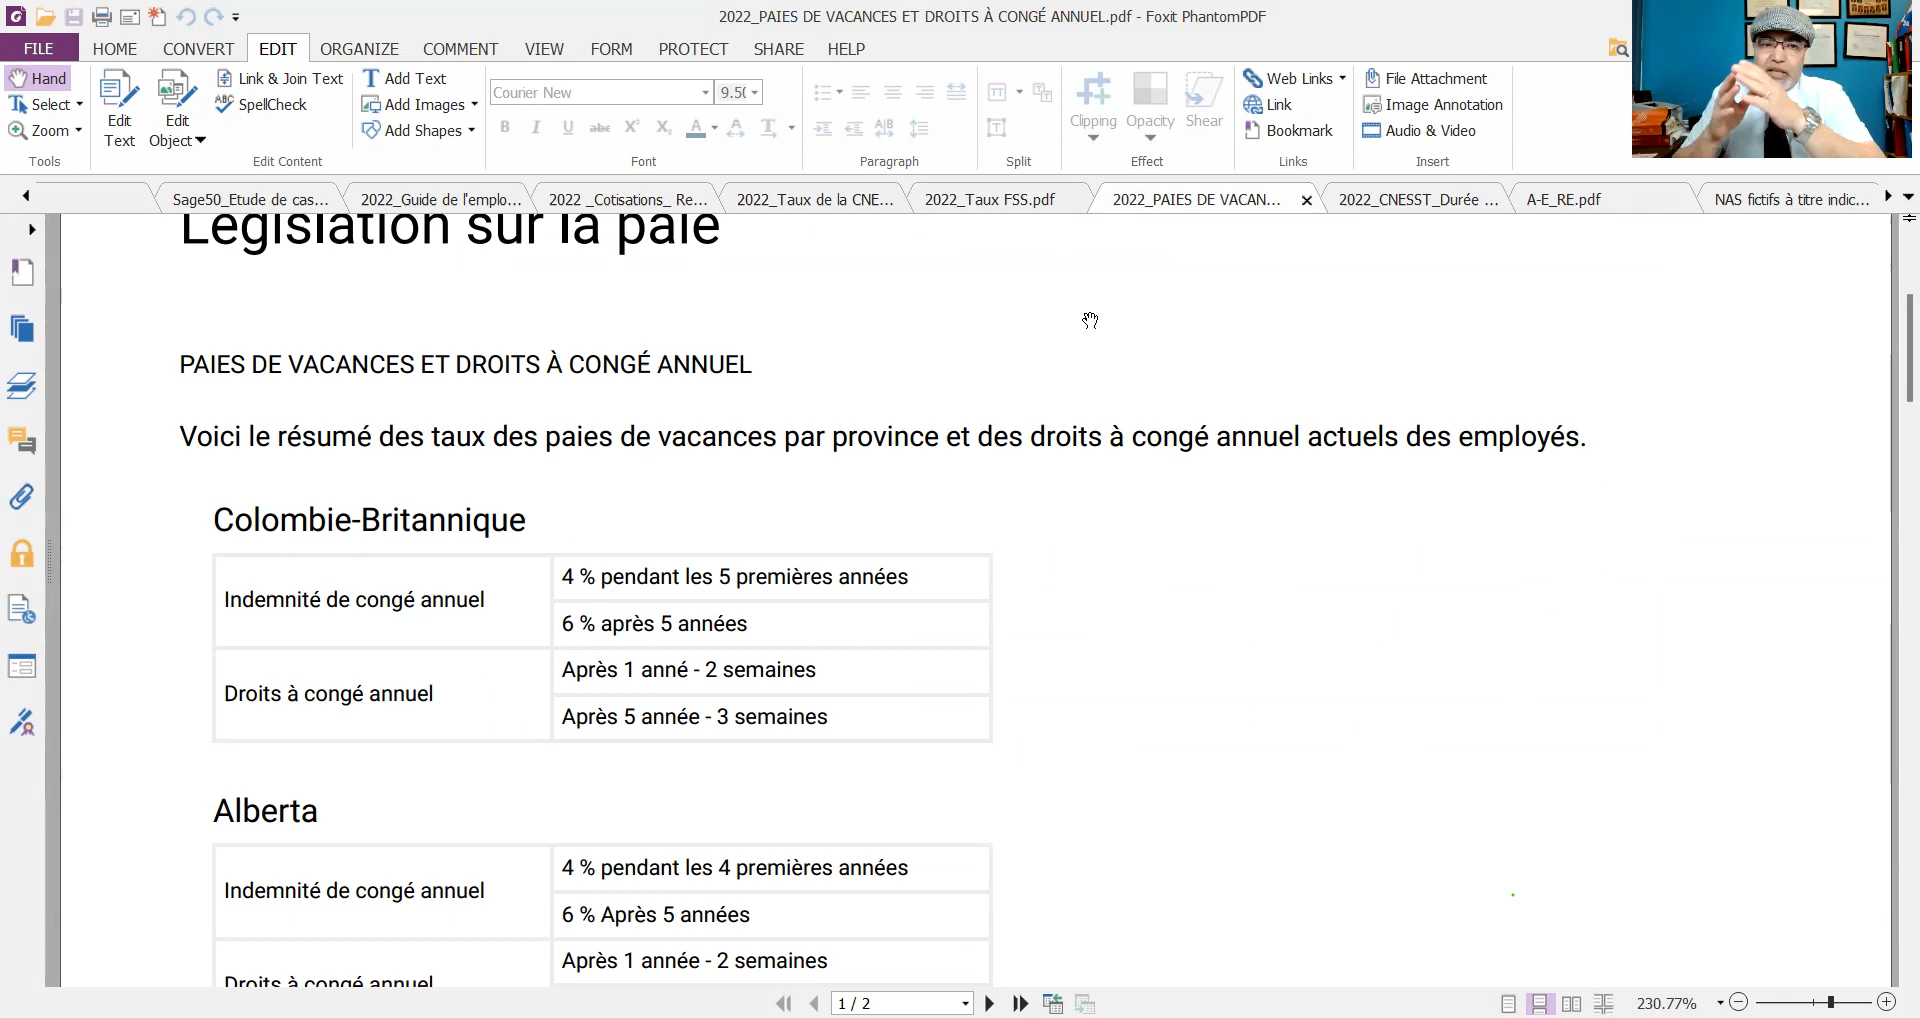 2022_PAIES DE VACANCES ET DROITS À CONGÉ ANNUEL.pdf - Foxit PhantomPDF
FILE HOME CONVERT EDIT ORGANIZE COMMENT VIEW FORM PROTECT SHARE HELP
Hand
Select
Zoom
Tools
Edit Text
Edit Object
Link & Join Text
SpellCheck
Edit Content
Add Text
Add Images
Add Shapes
Courier New 9.5(
Font
Paragraph
Split
Clipping Opacity Shear
Effect
Web Links
Link
Bookmark
Links
File Attachment
Image Annotation
Audio & Video
Insert
Sage50_Etude de cas... 2022_Guide de l'emplo... 2022 _Cotisations_ Re... 2022_Taux de la CNE... 2022_Taux FSS.pdf 2022_PAIES DE VACAN... 2022_CNESST_Durée ... A-E_RE.pdf NAS fictifs à titre indic...
Législation sur la paie
PAIES DE VACANCES ET DROITS À CONGÉ ANNUEL
Voici le résumé des taux des paies de vacances par province et des droits à congé annuel actuels des employés.
Colombie-Britannique
Indemnité de congé annuel
4 % pendant les 5 premières années
6 % après 5 années
Droits à congé annuel
Après 1 anné - 2 semaines
Après 5 année - 3 semaines
Alberta
Indemnité de congé annuel
4 % pendant les 4 premières années
6 % Après 5 années
Droits à congé annuel
Après 1 année - 2 semaines
1 / 2
230.77%